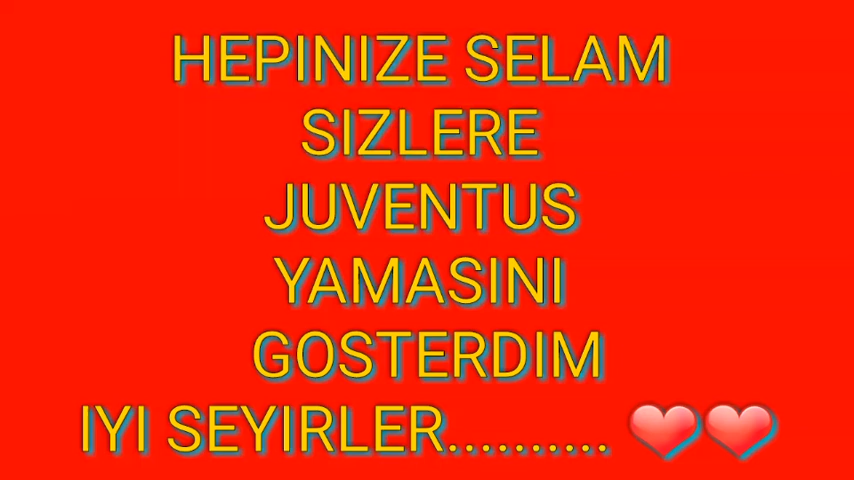 HEPINIZE SELAM
SIZLERE
JUVENTUS
YAMASINI
GOSTERDIM
IYI SEYIRLER.......... ❤❤